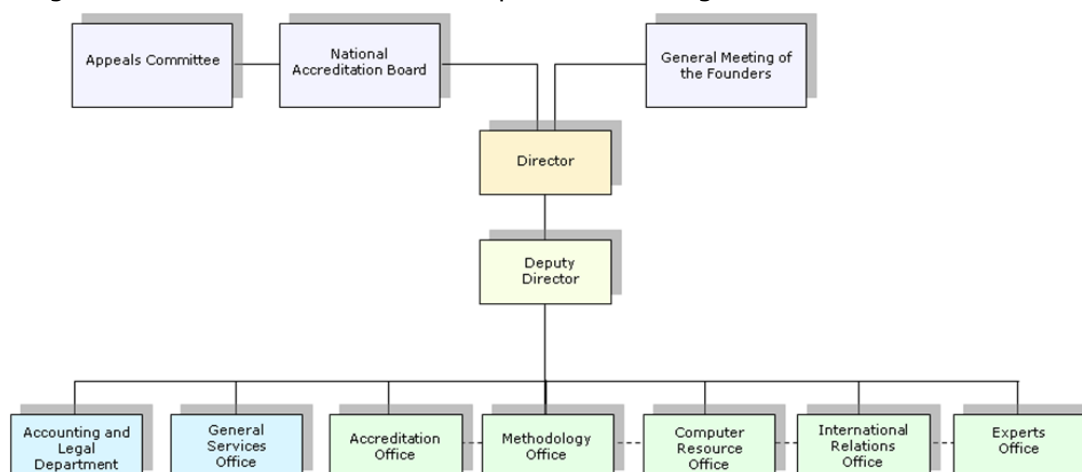 Appeals Committee
National
Accreditation Board
General Meeting of
the Founders
Director
Deputy
Director
Accounting and
Legal
Department
General
Services
Office
Accreditation
Office
Methodology
Office
Computer
Resource
Office
International
Relations
Office
Experts
Office